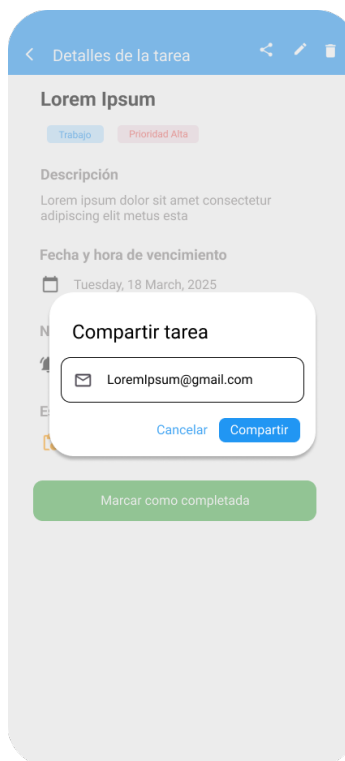 Detalles de la tarea
Lorem Ipsum
Trabajo Prioridad Alta
Descripción
Lorem ipsum dolor sit amet consectetur
adipiscing elit metus esta
Fecha y hora de vencimiento
Tuesday, 18 March, 2025
N
Compartir tarea
LoremIpsum@gmail.com
E
Cancelar Compartir
Marcar como completada